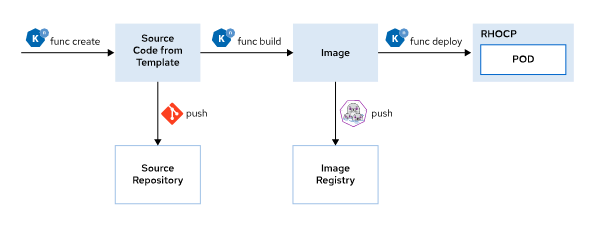 K n func create
Source
Code from
Template
K n func build
Image
K n func deploy
RHOCP
POD
push
push
Source
Repository
Image
Registry